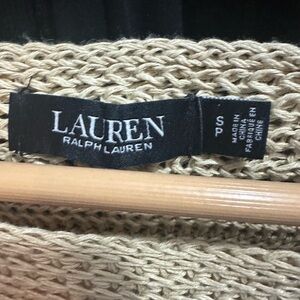 LAUREN
RALPH LAUREN
S
P
MADE IN
CHINA
FABRIQUÉ EN
CHINE